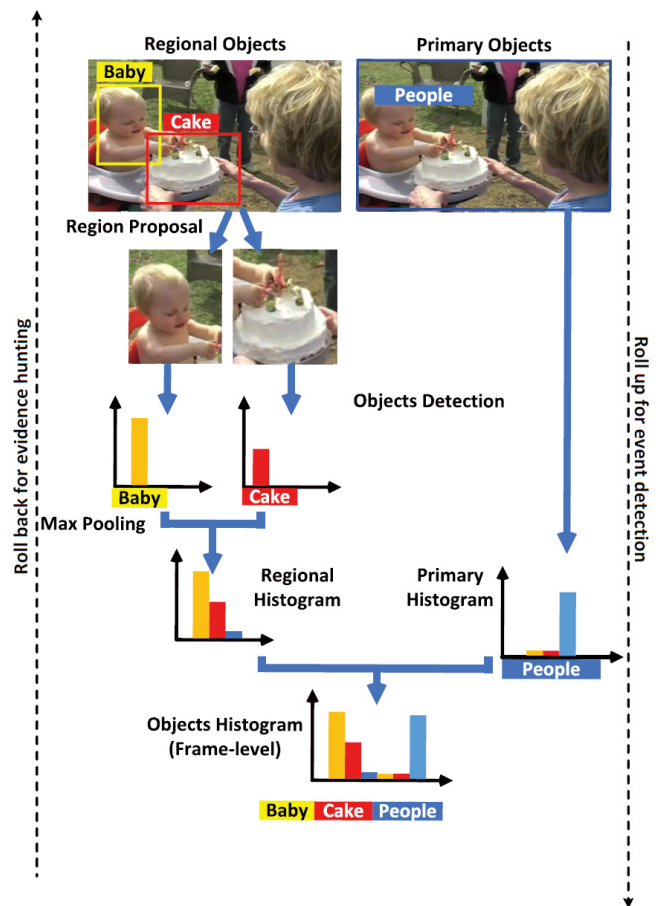 Regional Objects
Primary Objects
Baby
Cake
People
Region Proposal
Objects Detection
Baby
Cake
Max Pooling
Regional
Histogram
Primary
Histogram
People
Objects Histogram
(Frame-level)
Baby Cake People
Roll back for evidence hunting
Roll up for event detection